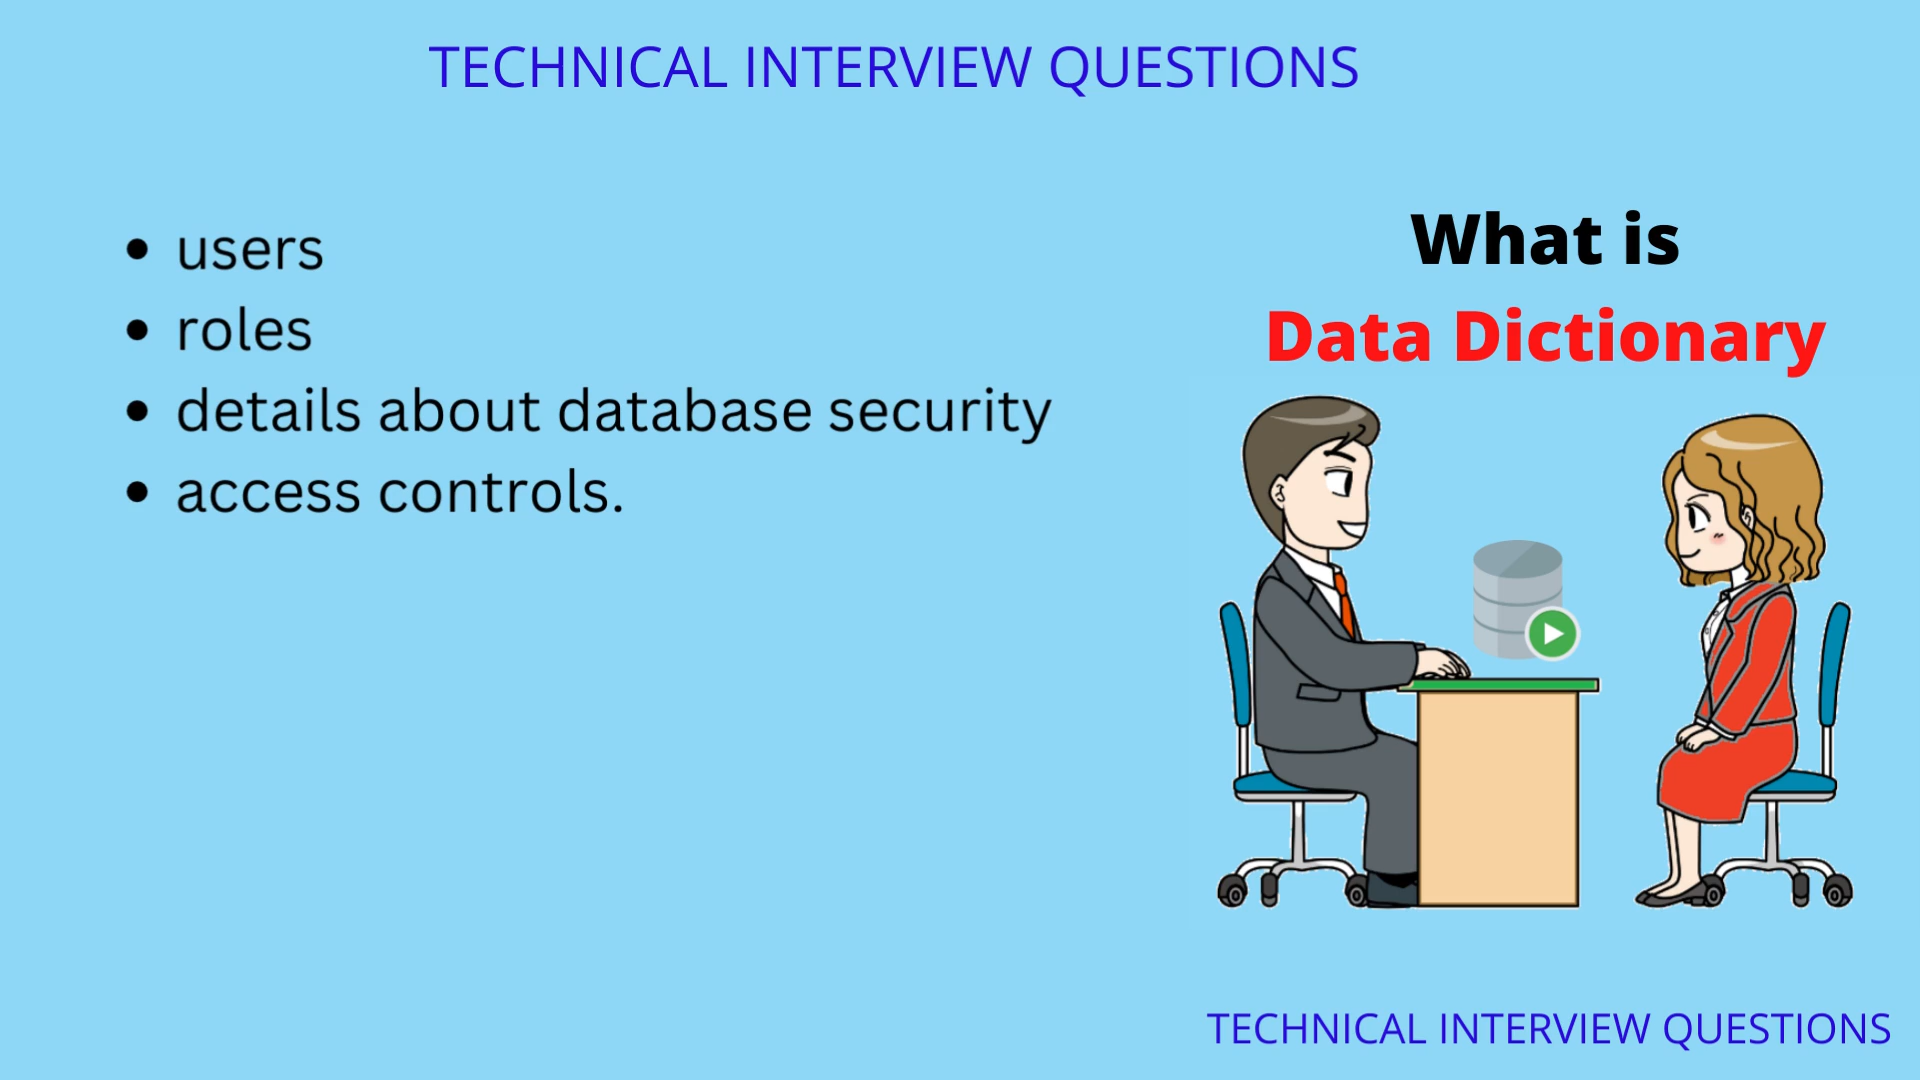 TECHNICAL INTERVIEW QUESTIONS
• users
• roles
• details about database security
• access controls.
What is
Data Dictionary
TECHNICAL INTERVIEW QUESTIONS